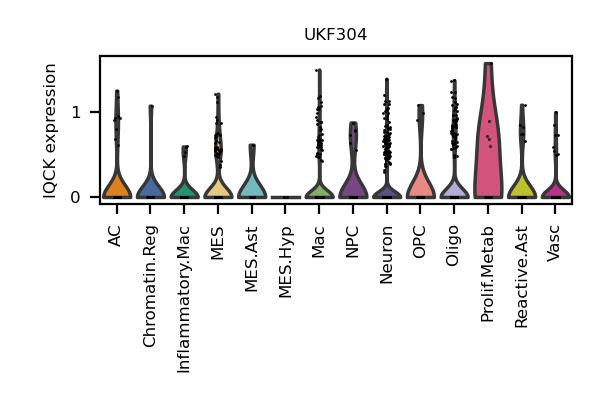 UKF304
IQCK expression
1
0
AC
Chromatin.Reg
Inflammatory.Mac
MES
MES.Ast
MES.Hyp
Mac
NPC
Neuron
OPC
Oligo
Prolif.Metab
Reactive.Ast
Vasc